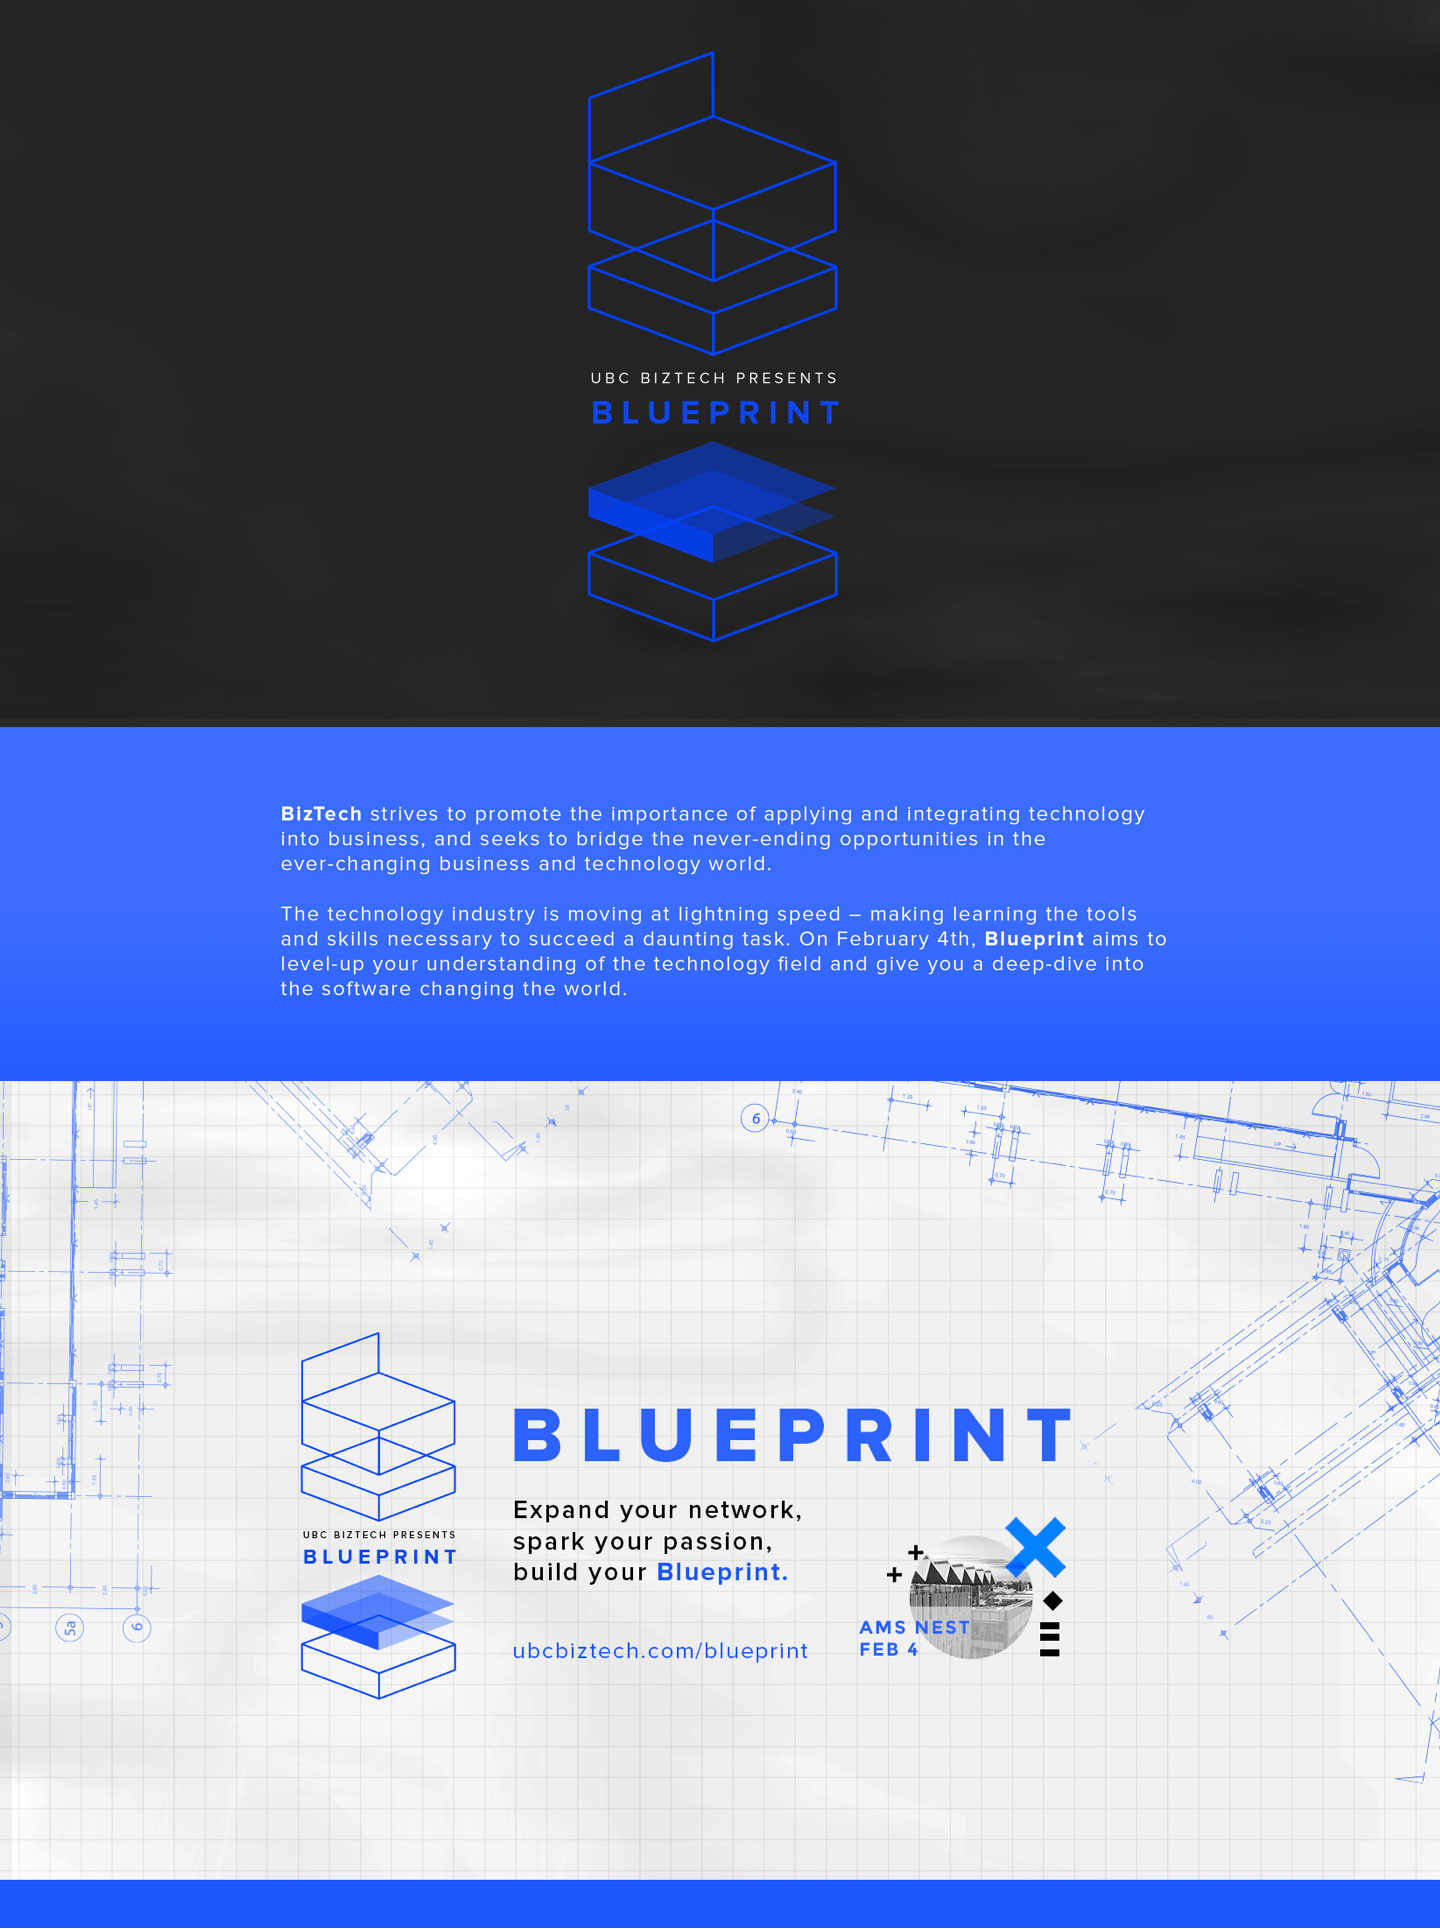 UBC BIZTECH PRESENTS
BLUEPRINT
BizTech strives to promote the importance of applying and integrating technology
into business, and seeks to bridge the never-ending opportunities in the
ever-changing business and technology world.
The technology industry is moving at lightning speed – making learning the tools
and skills necessary to succeed a daunting task. On February 4th, Blueprint aims to
level-up your understanding of the technology field and give you a deep-dive into
the software changing the world.
6
UBC BIZTECH PRESENTS
BLUEPRINT
BLUEPRINT
Expand your network,
spark your passion,
build your Blueprint.
ubcbiztech.com/blueprint
AMS NEST
FEB 4
5a
6